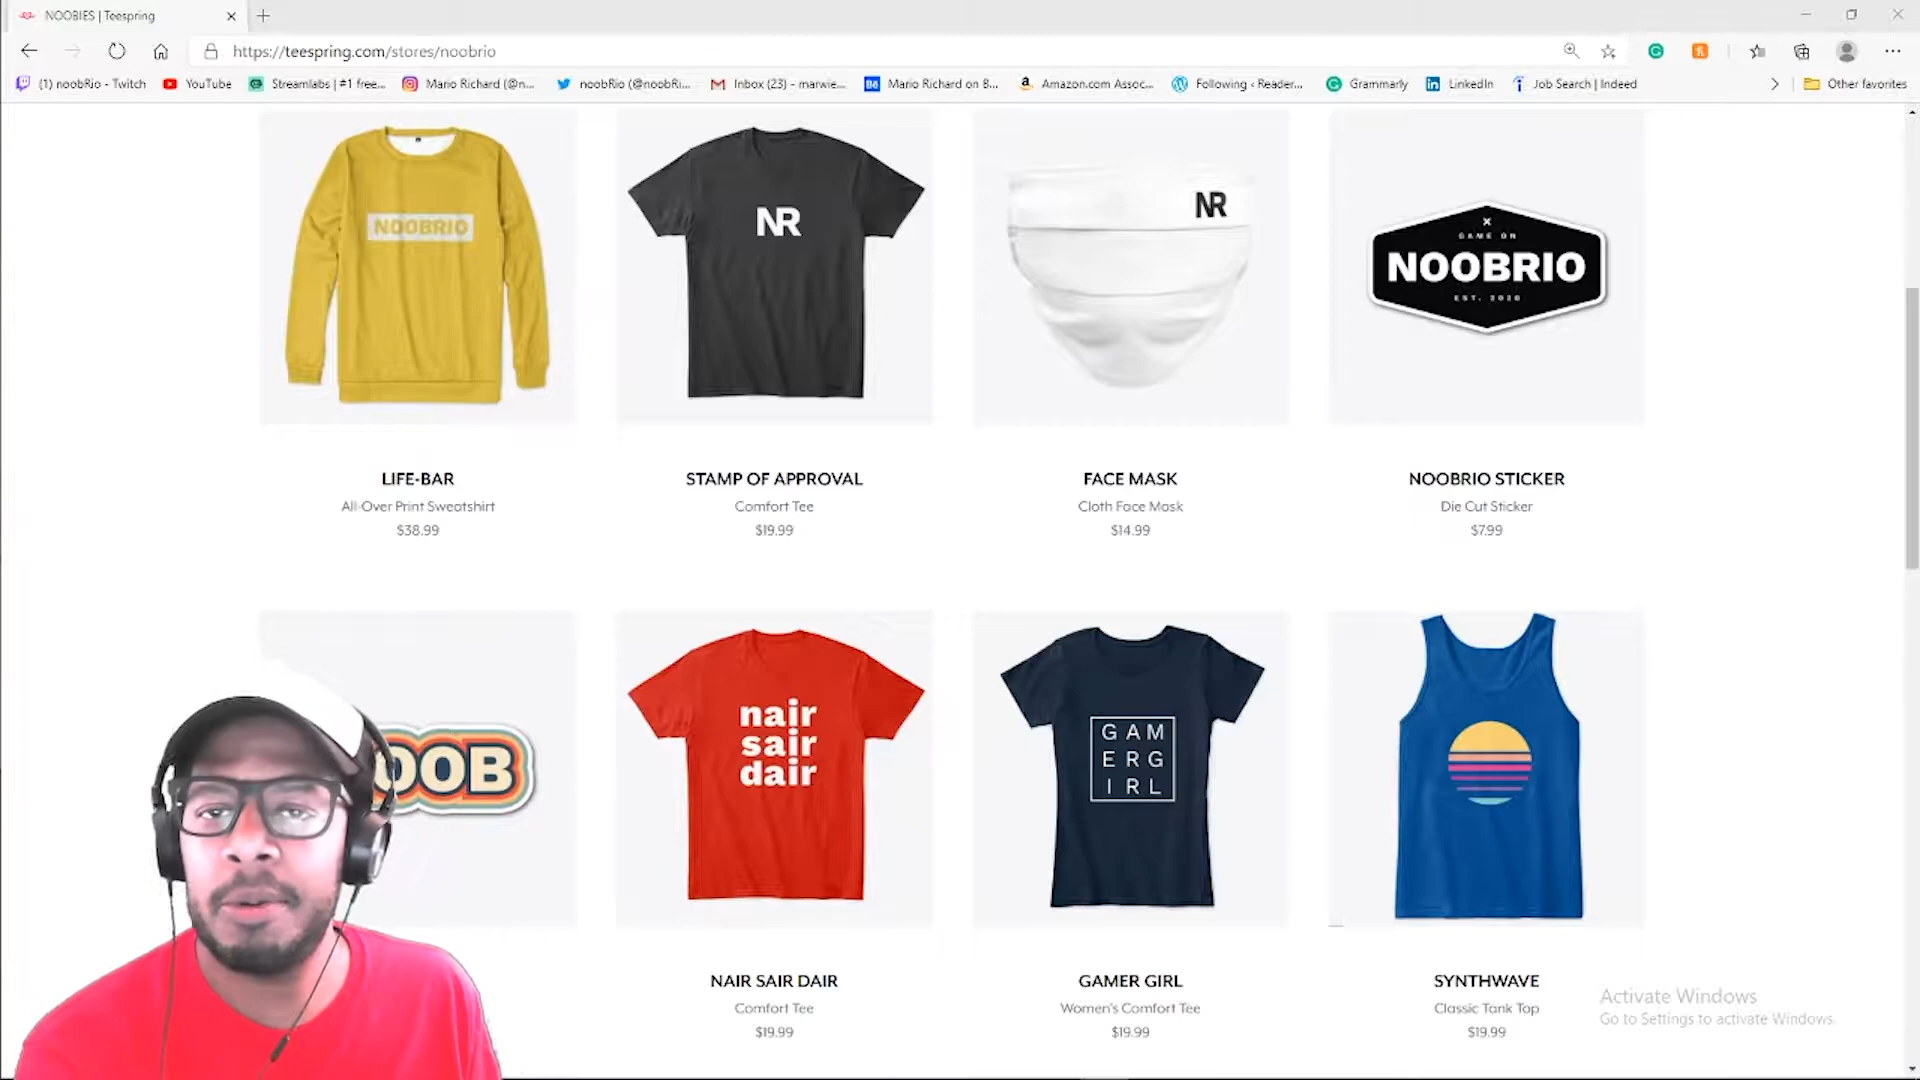 NOOBIES | Teespring
https://teespring.com/stores/noobrio
(1) noobRio - Twitch
YouTube
Streamlabs | #1 free...
Mario Richard (@n...
noobRio (@noobRi...
Inbox (23) - marwie...
Bē
Mario Richard on B...
Amazon.com Assoc...
Following ‹ Reader...
Grammarly
LinkedIn
Job Search | Indeed
Other favorites
NOOBRIO
NR
NR
GAME ON
NOOBRIO
EST. 2020
LIFE-BAR
All-Over Print Sweatshirt
$38.99
STAMP OF APPROVAL
Comfort Tee
$19.99
FACE MASK
Cloth Face Mask
$14.99
NOOBRIO STICKER
Die Cut Sticker
$7.99
OOB
nair
sair
dair
GAM
ERG
IRL
NAIR SAIR DAIR
Comfort Tee
$19.99
GAMER GIRL
Women's Comfort Tee
$19.99
SYNTHWAVE
Classic Tank Top
$19.99
Activate Windows
Go to Settings to activate Windows.